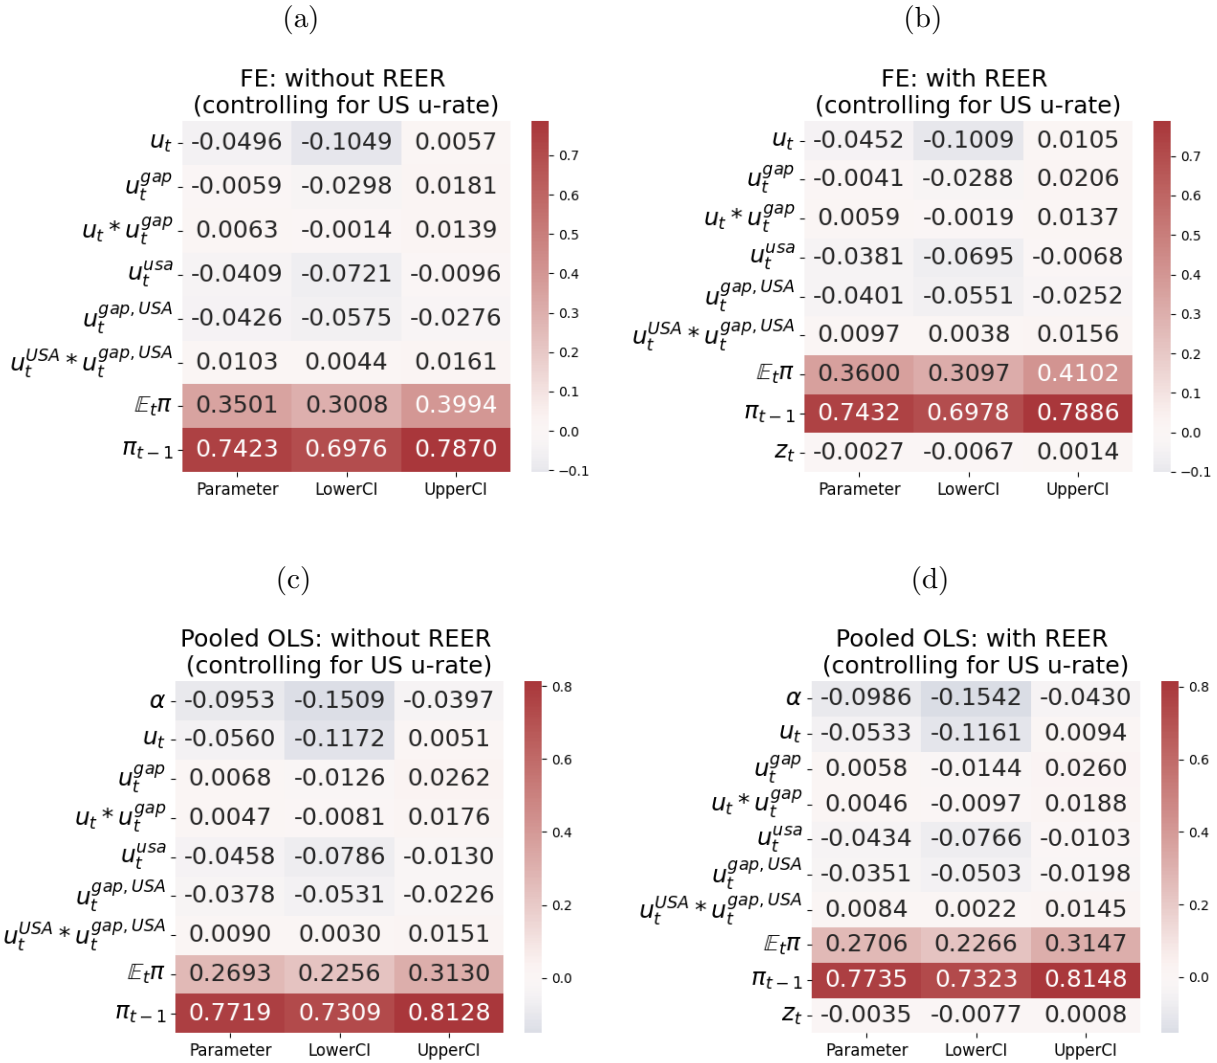 (a)
FE: without REER
(controlling for US u-rate)
u_t -0.0496 -0.1049 0.0057
u_t^{gap} -0.0059 -0.0298 0.0181
u_t * u_t^{gap} 0.0063 -0.0014 0.0139
u_t^{usa} -0.0409 -0.0721 -0.0096
u_t^{gap, USA} -0.0426 -0.0575 -0.0276
u_t^{USA} * u_t^{gap, USA} 0.0103 0.0044 0.0161
𝔼_tπ 0.3501 0.3008 0.3994
π_{t−1} 0.7423 0.6976 0.7870
Parameter LowerCI UpperCI
0.7
0.6
0.5
0.4
0.3
0.2
0.1
0.0
−0.1
(b)
FE: with REER
(controlling for US u-rate)
u_t -0.0452 -0.1009 0.0105
u_t^{gap} -0.0041 -0.0288 0.0206
u_t * u_t^{gap} 0.0059 -0.0019 0.0137
u_t^{usa} -0.0381 -0.0695 -0.0068
u_t^{gap, USA} -0.0401 -0.0551 -0.0252
u_t^{USA} * u_t^{gap, USA} 0.0097 0.0038 0.0156
𝔼_tπ 0.3600 0.3097 0.4102
π_{t−1} 0.7432 0.6978 0.7886
z_t -0.0027 -0.0067 0.0014
Parameter LowerCI UpperCI
0.7
0.6
0.5
0.4
0.3
0.2
0.1
0.0
−0.1
(c)
Pooled OLS: without REER
(controlling for US u-rate)
α -0.0953 -0.1509 -0.0397
u_t -0.0560 -0.1172 0.0051
u_t^{gap} 0.0068 -0.0126 0.0262
u_t * u_t^{gap} 0.0047 -0.0081 0.0176
u_t^{usa} -0.0458 -0.0786 -0.0130
u_t^{gap, USA} -0.0378 -0.0531 -0.0226
u_t^{USA} * u_t^{gap, USA} 0.0090 0.0030 0.0151
𝔼_tπ 0.2693 0.2256 0.3130
π_{t−1} 0.7719 0.7309 0.8128
Parameter LowerCI UpperCI
0.8
0.6
0.4
0.2
0.0
(d)
Pooled OLS: with REER
(controlling for US u-rate)
α -0.0986 -0.1542 -0.0430
u_t -0.0533 -0.1161 0.0094
u_t^{gap} 0.0058 -0.0144 0.0260
u_t * u_t^{gap} 0.0046 -0.0097 0.0188
u_t^{usa} -0.0434 -0.0766 -0.0103
u_t^{gap, USA} -0.0351 -0.0503 -0.0198
u_t^{USA} * u_t^{gap, USA} 0.0084 0.0022 0.0145
𝔼_tπ 0.2706 0.2266 0.3147
π_{t−1} 0.7735 0.7323 0.8148
z_t -0.0035 -0.0077 0.0008
Parameter LowerCI UpperCI
0.8
0.6
0.4
0.2
0.0